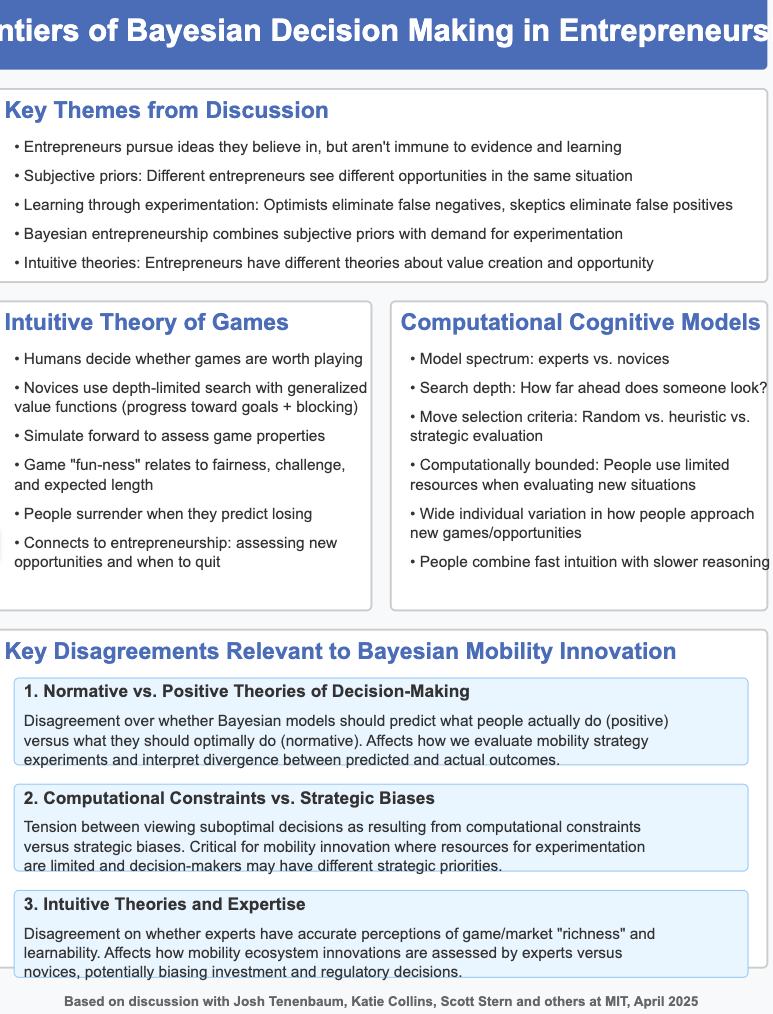 ntiers of Bayesian Decision Making in Entrepreneurs
Key Themes from Discussion
• Entrepreneurs pursue ideas they believe in, but aren't immune to evidence and learning
• Subjective priors: Different entrepreneurs see different opportunities in the same situation
• Learning through experimentation: Optimists eliminate false negatives, skeptics eliminate false positives
• Bayesian entrepreneurship combines subjective priors with demand for experimentation
• Intuitive theories: Entrepreneurs have different theories about value creation and opportunity
Intuitive Theory of Games
• Humans decide whether games are worth playing
• Novices use depth-limited search with generalized
value functions (progress toward goals + blocking)
• Simulate forward to assess game properties
• Game "fun-ness" relates to fairness, challenge,
and expected length
• People surrender when they predict losing
• Connects to entrepreneurship: assessing new
opportunities and when to quit
Computational Cognitive Models
• Model spectrum: experts vs. novices
• Search depth: How far ahead does someone look?
• Move selection criteria: Random vs. heuristic vs.
strategic evaluation
• Computationally bounded: People use limited
resources when evaluating new situations
• Wide individual variation in how people approach
new games/opportunities
• People combine fast intuition with slower reasoning
Key Disagreements Relevant to Bayesian Mobility Innovation
1. Normative vs. Positive Theories of Decision-Making
Disagreement over whether Bayesian models should predict what people actually do (positive)
versus what they should optimally do (normative). Affects how we evaluate mobility strategy
experiments and interpret divergence between predicted and actual outcomes.
2. Computational Constraints vs. Strategic Biases
Tension between viewing suboptimal decisions as resulting from computational constraints
versus strategic biases. Critical for mobility innovation where resources for experimentation
are limited and decision-makers may have different strategic priorities.
3. Intuitive Theories and Expertise
Disagreement on whether experts have accurate perceptions of game/market "richness" and
learnability. Affects how mobility ecosystem innovations are assessed by experts versus
novices, potentially biasing investment and regulatory decisions.
Based on discussion with Josh Tenenbaum, Katie Collins, Scott Stern and others at MIT, April 2025